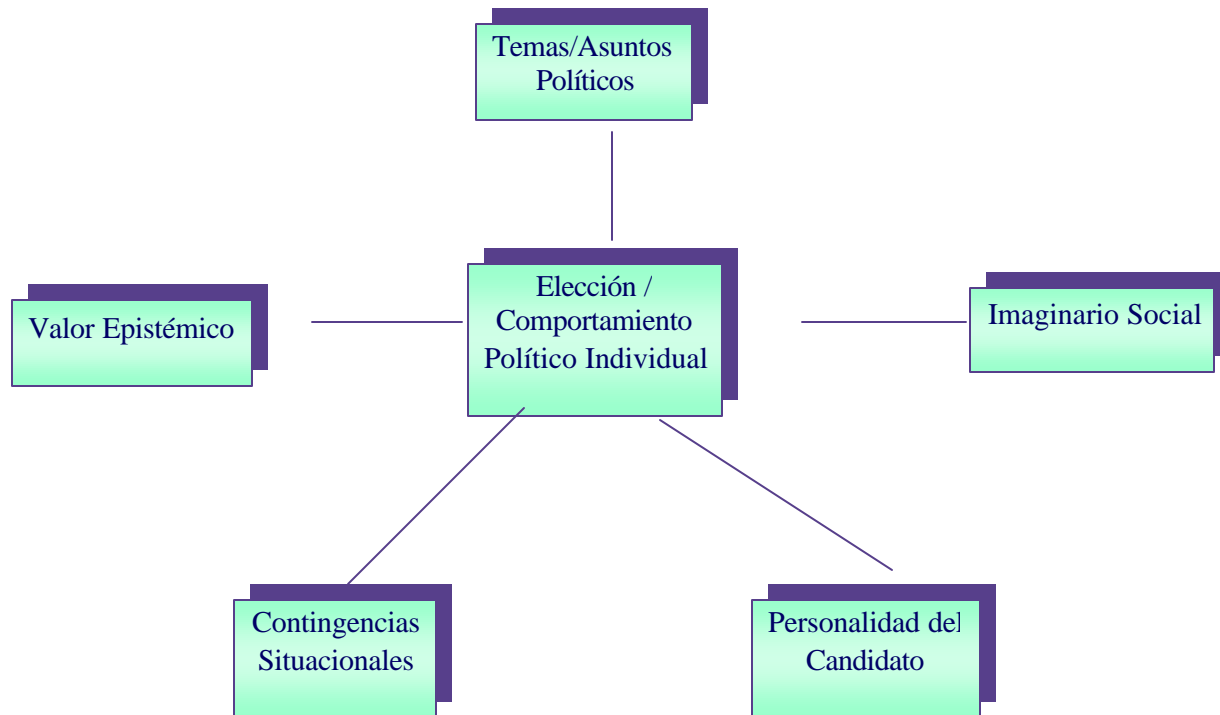 Temas/Asuntos
Políticos
Elección /
Comportamiento
Político Individual
Valor Epistémico
Imaginario Social
Contingencias
Situacionales
Personalidad del
Candidato